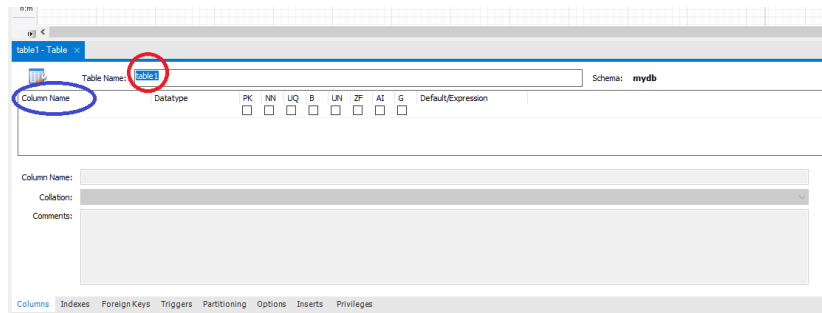 n:m
table1 - Table ×
Table Name: table1 Schema: mydb
Column Name Datatype PK NN UQ B UN ZF AI G Default/Expression
Column Name:
Collation:
Comments:
Columns Indexes Foreign Keys Triggers Partitioning Options Inserts Privileges